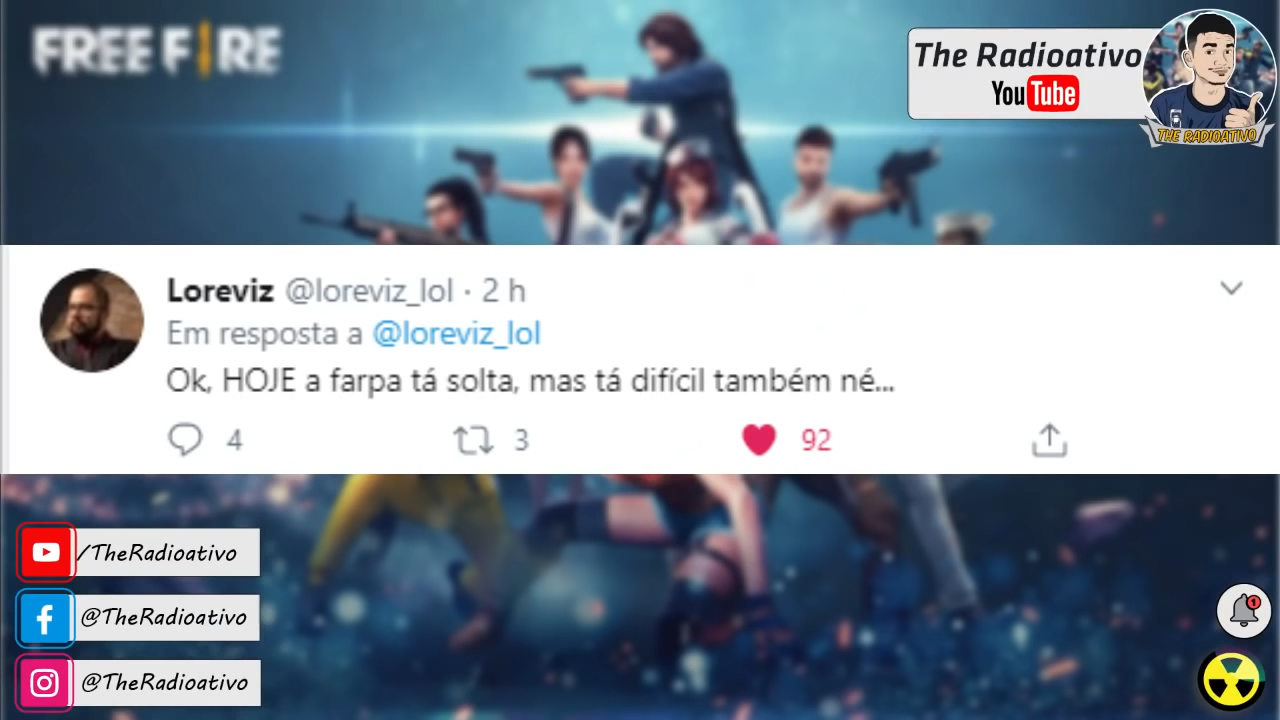 FREE FIRE
The Radioativo
YouTube
THE RADIOATIVO
Loreviz @loreviz_lol · 2 h
Em resposta a @loreviz_lol
Ok, HOJE a farpa tá solta, mas tá difícil também né...
4 3 92
/TheRadioativo
@TheRadioativo
1
@TheRadioativo